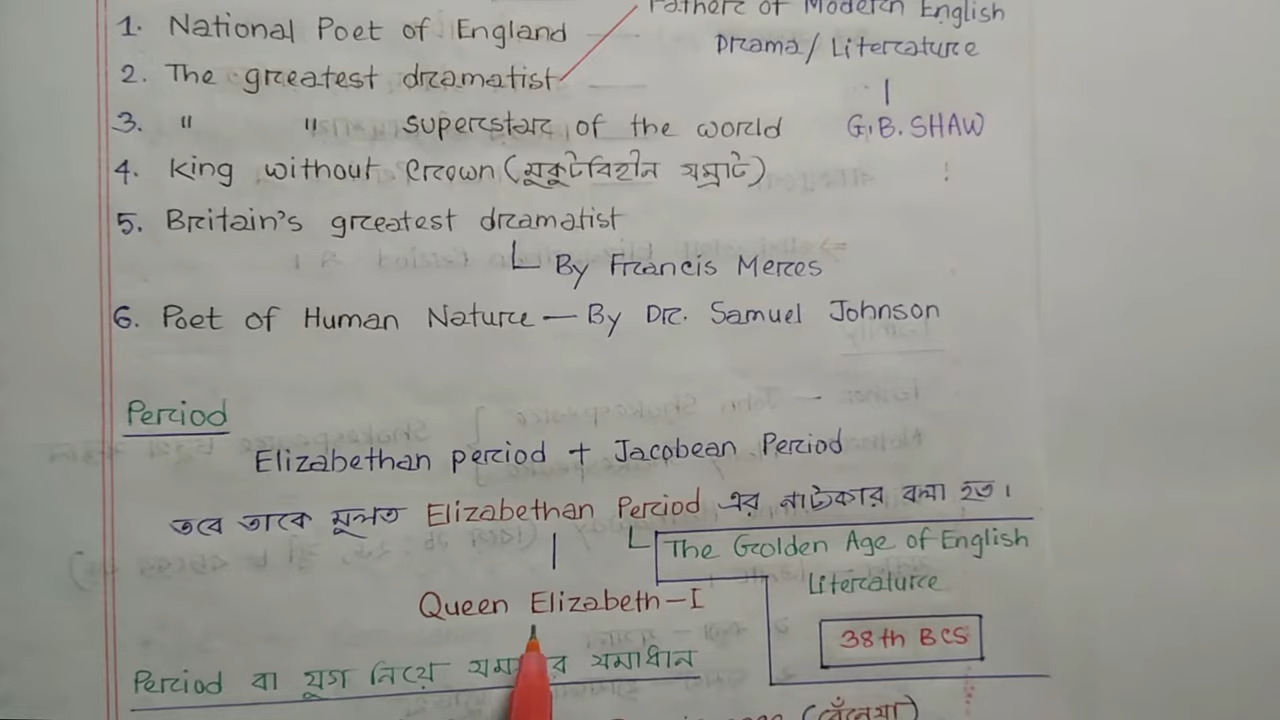 Father of Modern English
1. National Poet of England
Drama/Literature
2. The greatest dramatist
3. " " superstar of the world
G.B. SHAW
4. King without Crown (মুকুটবিহীন সম্রাট)
5. Britain's greatest dramatist
By Francis Meres
6. Poet of Human Nature – By Dr. Samuel Johnson
Period
Elizabethan period + Jacobean Period
তবে তাকে মূলত Elizabethan Period এর নাট্যকার বলা হত।
The Golden Age of English
Literature
Queen Elizabeth-I
38th BCS
Period বা যুগ নিয়ে সমাধান
(রেঁনেসা)